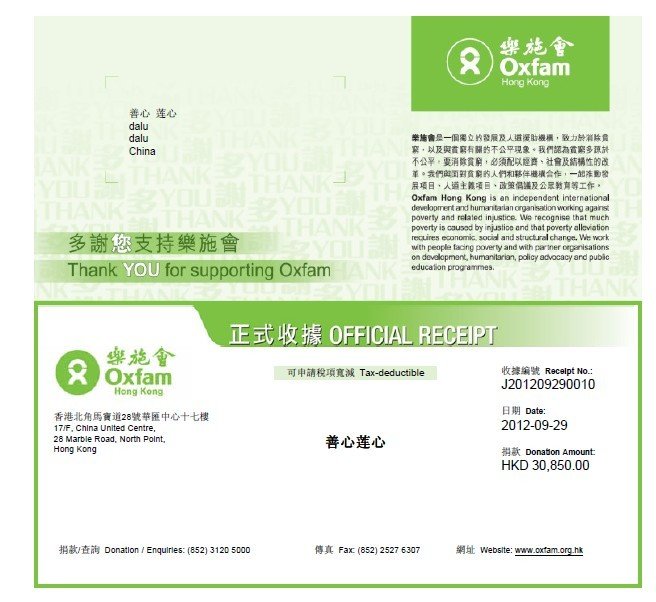 樂施會
Oxfam
Hong Kong
善心 莲心
dalu
dalu
China
樂施會是一個獨立的發展及人道援助機構，致力於消除貧
窮，以及與貧窮有關的不公平現象。我們認為貧窮多源於
不公平，要消除貧窮，必須配以經濟、社會及結構性的改
革。我們與面對貧窮的人們和夥伴機構合作，一起推動發
展項目、人道主義項目、政策倡議及公眾教育等工作。
Oxfam Hong Kong is an independent international
development and humanitarian organisation working against
poverty and related injustice. We recognise that much
poverty is caused by injustice and that poverty alleviation
requires economic, social and structural change. We work
with people facing poverty and with partner organisations
on development, humanitarian, policy advocacy and public
education programmes.
多謝您支持樂施會
Thank YOU for supporting Oxfam
正式收據 OFFICIAL RECEIPT
樂施會
Oxfam
Hong Kong
可申請稅項寬減 Tax-deductible
收據編號 Receipt No.:
J201209290010
日期 Date:
2012-09-29
捐款 Donation Amount:
HKD 30,850.00
香港北角馬寶道28號華匯中心十七樓
17/F, China United Centre,
28 Marble Road, North Point,
Hong Kong
善心莲心
捐款/查詢 Donation / Enquiries: (852) 3120 5000
傳真 Fax: (852) 2527 6307
網址 Website: www.oxfam.org.hk